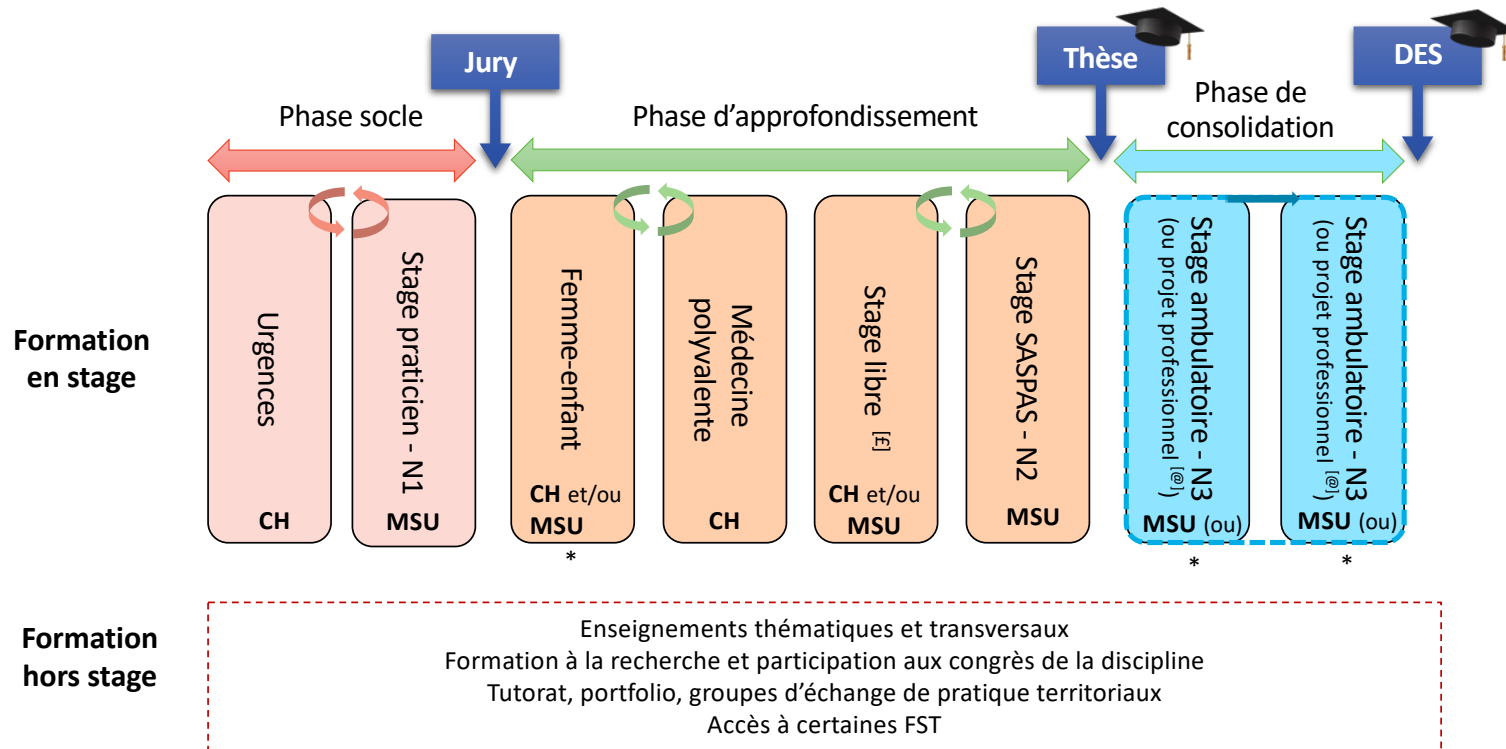 Jury
Thèse
DES
Phase socle
Phase d'approfondissement
Phase de
consolidation
Formation
en stage
Urgences
CH
Stage praticien - N1
MSU
Femme-enfant
CH et/ou
MSU
*
Médecine
polyvalente
CH
Stage libre [£]
CH et/ou
MSU
Stage SASPAS - N2
MSU
Stage ambulatoire - N3
(ou projet professionnel [@])
MSU (ou)
*
Stage ambulatoire - N3
(ou projet professionnel [@])
MSU (ou)
*
Formation
hors stage
Enseignements thématiques et transversaux
Formation à la recherche et participation aux congrès de la discipline
Tutorat, portfolio, groupes d'échange de pratique territoriaux
Accès à certaines FST